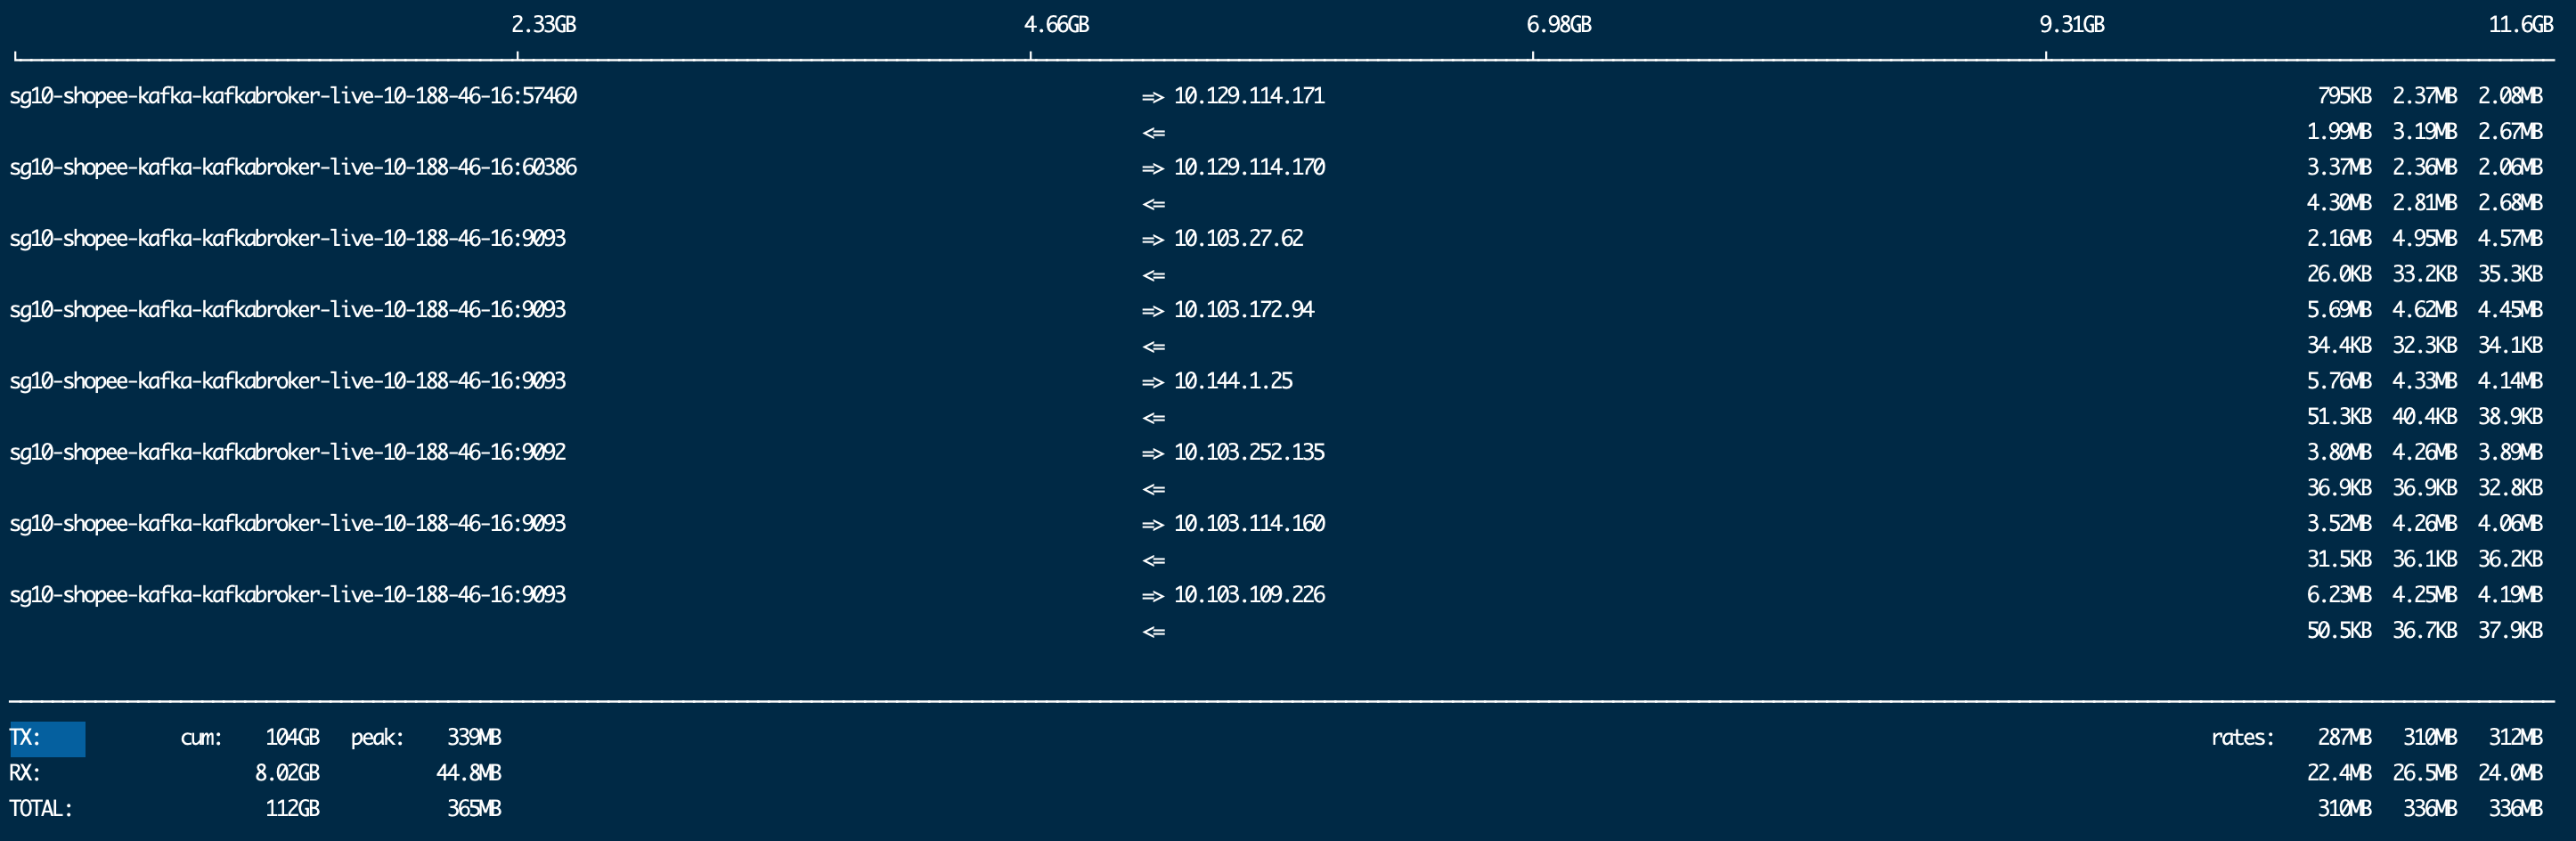 2.33GB 4.66GB 6.98GB 9.31GB 11.6GB
sg10-shopee-kafka-kafkabroker-live-10-188-46-16:57460 => 10.129.114.171 795KB 2.37MB 2.08MB
<= 1.99MB 3.19MB 2.67MB
sg10-shopee-kafka-kafkabroker-live-10-188-46-16:60386 => 10.129.114.170 3.37MB 2.36MB 2.06MB
<= 4.30MB 2.81MB 2.68MB
sg10-shopee-kafka-kafkabroker-live-10-188-46-16:9093 => 10.103.27.62 2.16MB 4.95MB 4.57MB
<= 26.0KB 33.2KB 35.3KB
sg10-shopee-kafka-kafkabroker-live-10-188-46-16:9093 => 10.103.172.94 5.69MB 4.62MB 4.45MB
<= 34.4KB 32.3KB 34.1KB
sg10-shopee-kafka-kafkabroker-live-10-188-46-16:9093 => 10.144.1.25 5.76MB 4.33MB 4.14MB
<= 51.3KB 40.4KB 38.9KB
sg10-shopee-kafka-kafkabroker-live-10-188-46-16:9092 => 10.103.252.135 3.80MB 4.26MB 3.89MB
<= 36.9KB 36.9KB 32.8KB
sg10-shopee-kafka-kafkabroker-live-10-188-46-16:9093 => 10.103.114.160 3.52MB 4.26MB 4.06MB
<= 31.5KB 36.1KB 36.2KB
sg10-shopee-kafka-kafkabroker-live-10-188-46-16:9093 => 10.103.109.226 6.23MB 4.25MB 4.19MB
<= 50.5KB 36.7KB 37.9KB
TX: cum: 104GB peak: 339MB rates: 287MB 310MB 312MB
RX: 8.02GB 44.8MB 22.4MB 26.5MB 24.0MB
TOTAL: 112GB 365MB 310MB 336MB 336MB